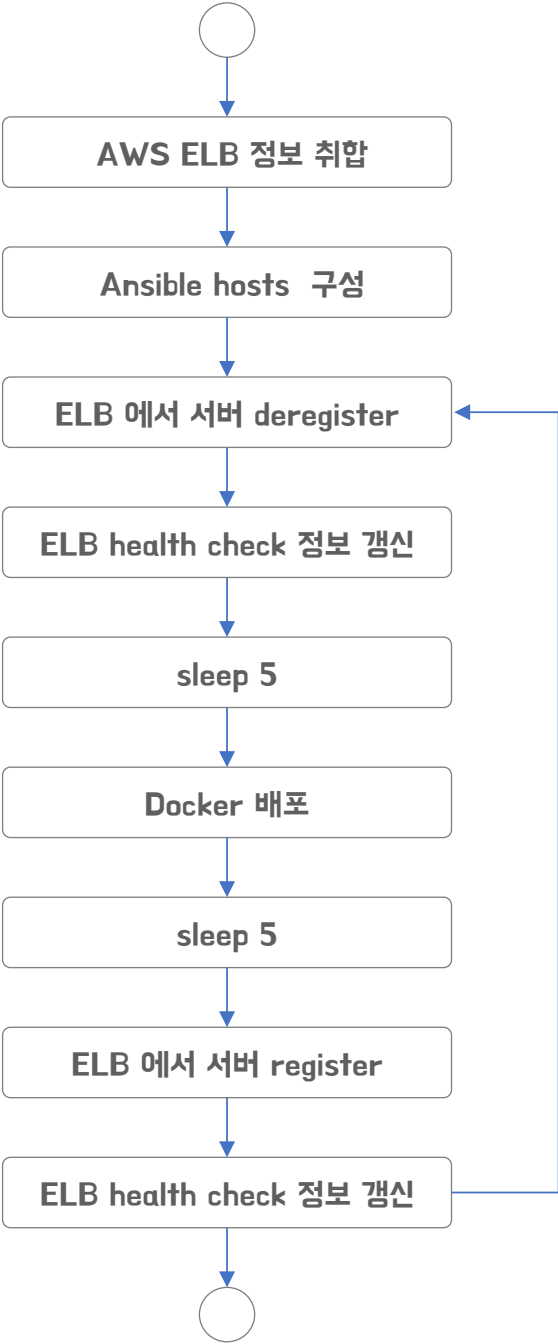 AWS ELB 정보 취합
Ansible hosts 구성
ELB 에서 서버 deregister
ELB health check 정보 갱신
sleep 5
Docker 배포
sleep 5
ELB 에서 서버 register
ELB health check 정보 갱신